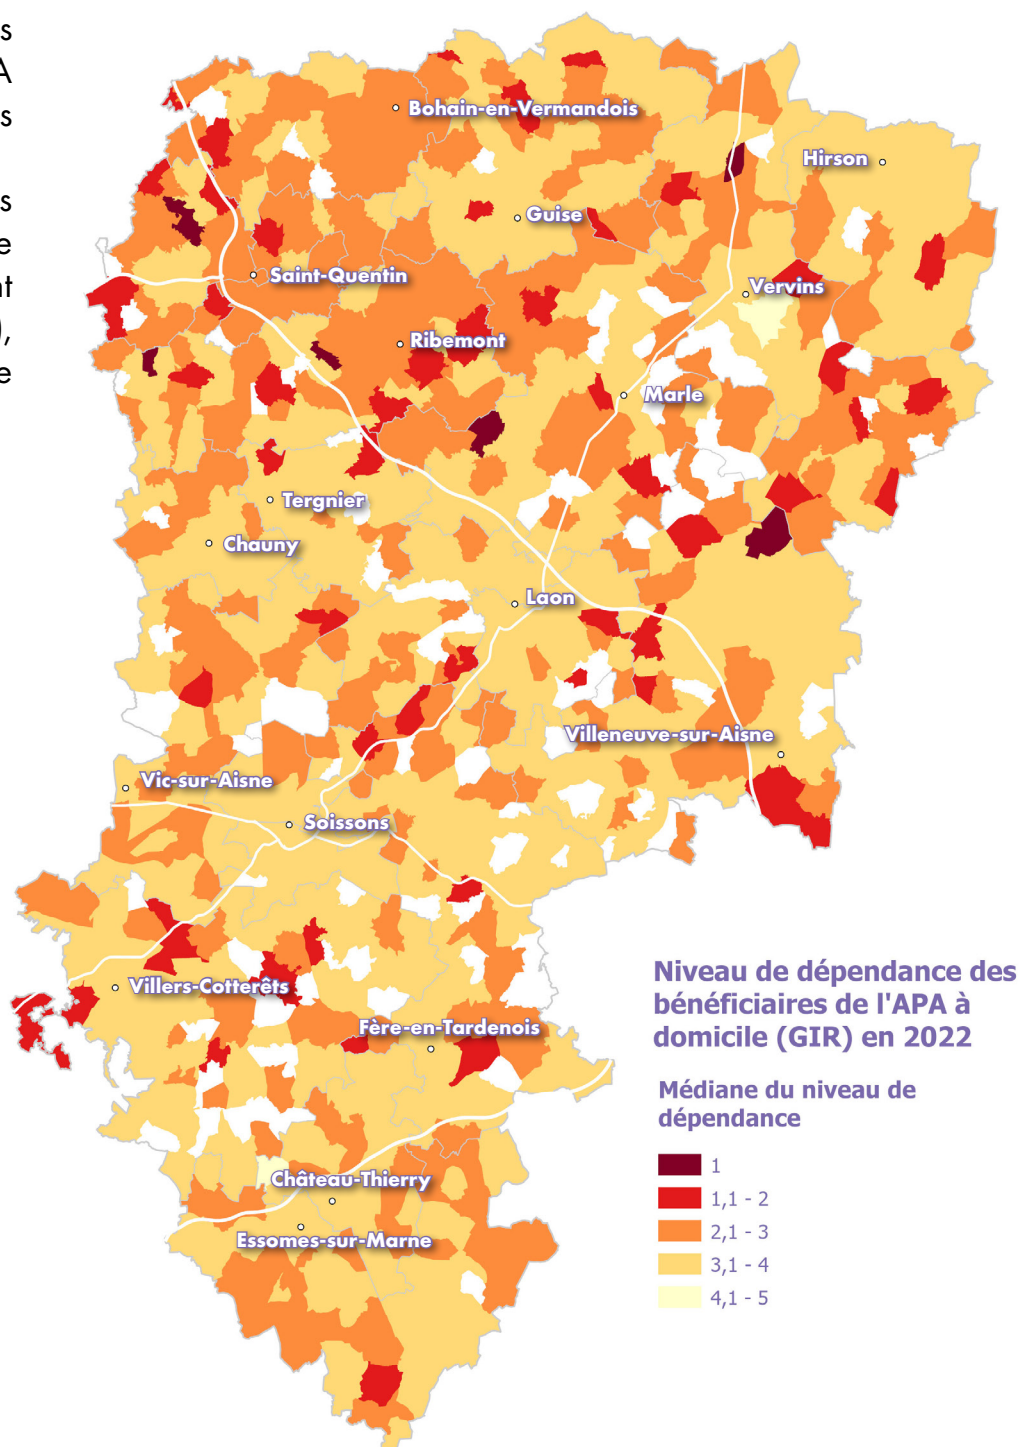 s
A
s
s
e
t
),
e
Bohain-en-Vermandois
Hirson
Guise
Saint-Quentin
Vervins
Ribemont
Marle
Tergnier
Chauny
Laon
Villeneuve-sur-Aisne
Vic-sur-Aisne
Soissons
Villers-Cotterêts
Fère-en-Tardenois
Château-Thierry
Essomes-sur-Marne
Niveau de dépendance des
bénéficiaires de l'APA à
domicile (GIR) en 2022
Médiane du niveau de
dépendance
1
1,1 - 2
2,1 - 3
3,1 - 4
4,1 - 5